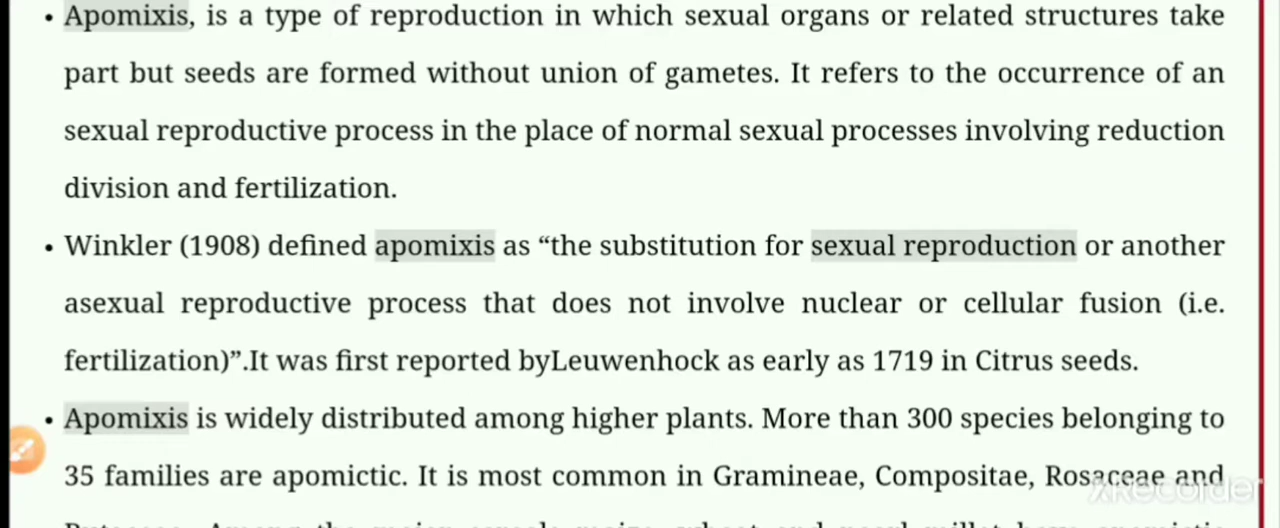 • Apomixis, is a type of reproduction in which sexual organs or related structures take
part but seeds are formed without union of gametes. It refers to the occurrence of an
sexual reproductive process in the place of normal sexual processes involving reduction
division and fertilization.
• Winkler (1908) defined apomixis as “the substitution for sexual reproduction or another
asexual reproductive process that does not involve nuclear or cellular fusion (i.e.
fertilization)”.It was first reported byLeuwenhock as early as 1719 in Citrus seeds.
• Apomixis is widely distributed among higher plants. More than 300 species belonging to
35 families are apomictic. It is most common in Gramineae, Compositae, Rosaceae and
XRecorder